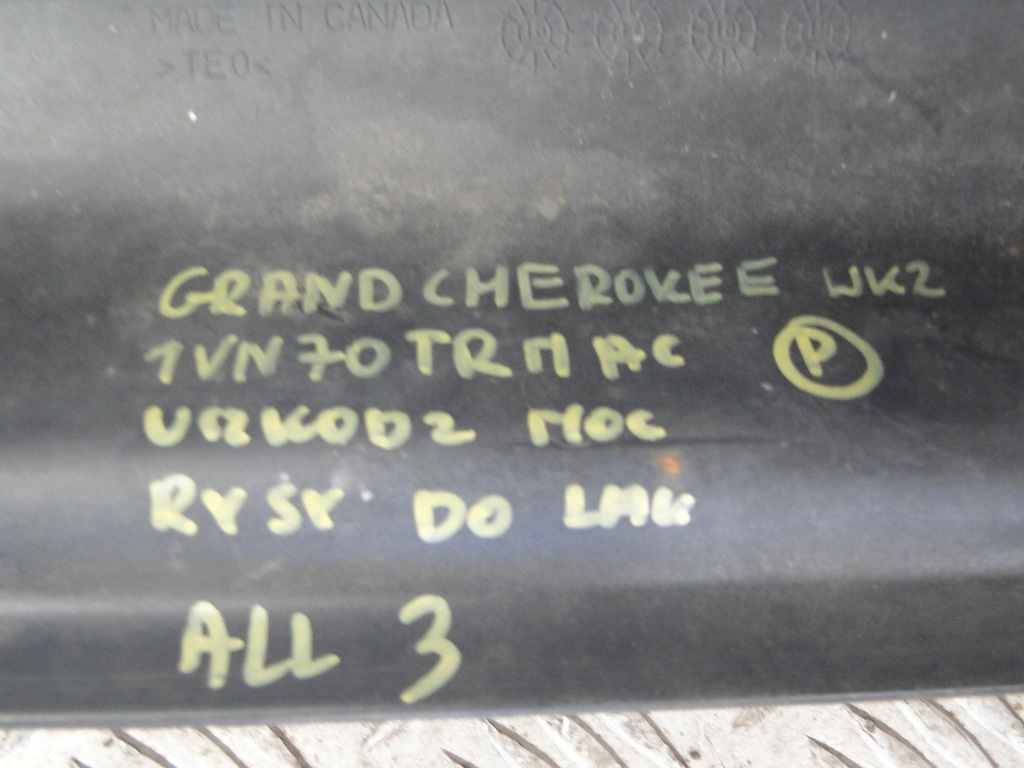 MADE IN CANADA
>TEO<
GRAND CHEROKEE WK2
1VN70TRMAC P
USZKODZ MOC
RYSY DO LAK
ALL 3